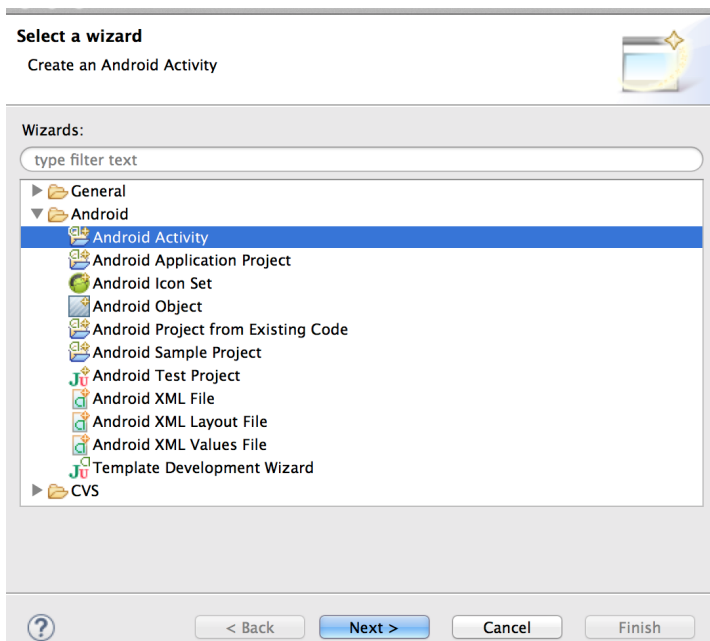 Select a wizard
Create an Android Activity
Wizards:
type filter text
General
Android
Android Activity
Android Application Project
Android Icon Set
Android Object
Android Project from Existing Code
Android Sample Project
Android Test Project
Android XML File
Android XML Layout File
Android XML Values File
Template Development Wizard
CVS
? < Back Next > Cancel Finish